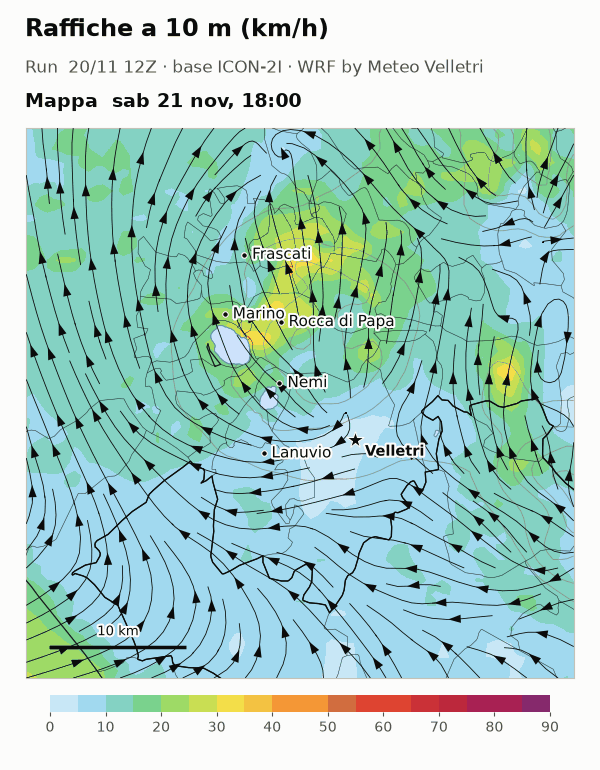 Raffiche a 10 m (km/h)
Run  20/11 12Z · base ICON-2I · WRF by Meteo Velletri
Mappa  sab 21 nov, 18:00
Frascati
Marino
Rocca di Papa
Nemi
Velletri
Lanuvio
10 km
0 10 20 30 40 50 60 70 80 90